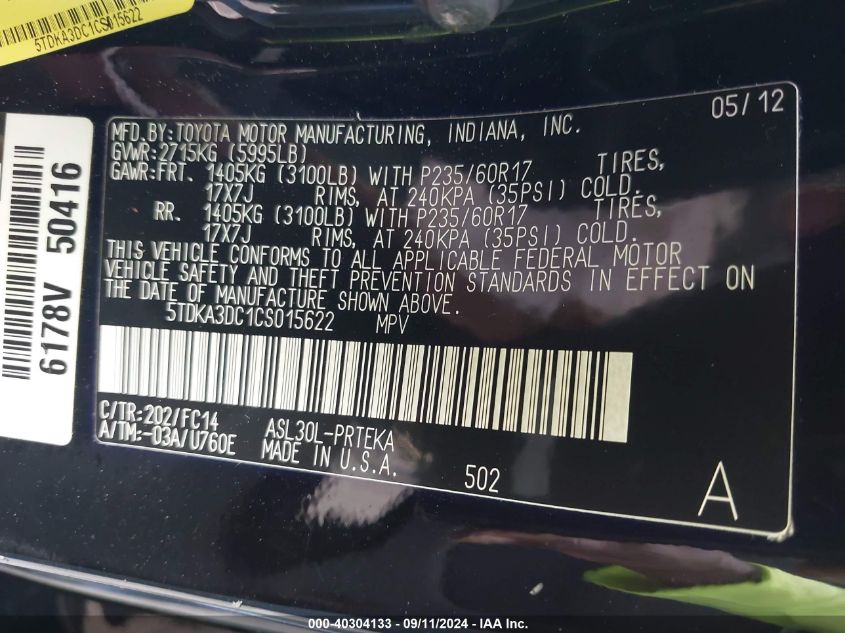 5TDKA3DC1CS015622
6178V 50416
05/12
MFD.BY:TOYOTA MOTOR MANUFACTURING, INDIANA, INC.
GVWR:2715KG (5995LB)
GAWR:FRT. 1405KG (3100LB) WITH P235/60R17 TIRES,
17X7J RIMS, AT 240KPA (35PSI) COLD.
RR. 1405KG (3100LB) WITH P235/60R17 TIRES,
17X7J RIMS, AT 240KPA (35PSI) COLD.
THIS VEHICLE CONFORMS TO ALL APPLICABLE FEDERAL MOTOR
VEHICLE SAFETY AND THEFT PREVENTION STANDARDS IN EFFECT ON
THE DATE OF MANUFACTURE SHOWN ABOVE.
5TDKA3DC1CS015622 MPV
C/TR:202/FC14 ASL30L-PRTEKA
A/TM:-03A/U760E MADE IN U.S.A.
502
A
000-40304133 - 09/11/2024 - IAA Inc.